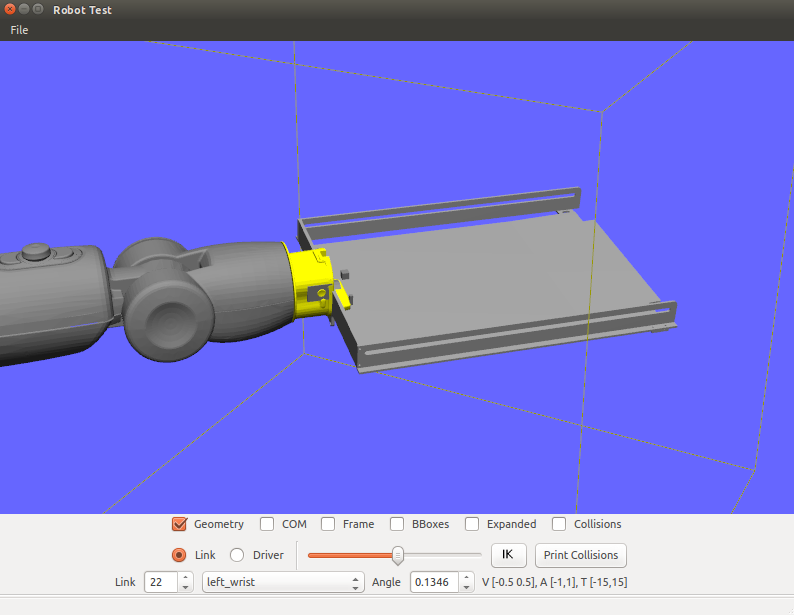 Robot Test
File
Geometry COM Frame BBoxes Expanded Collisions
Link Driver IK Print Collisions
Link 22 left_wrist Angle 0.1346 V [-0.5 0.5], A [-1,1], T [-15,15]